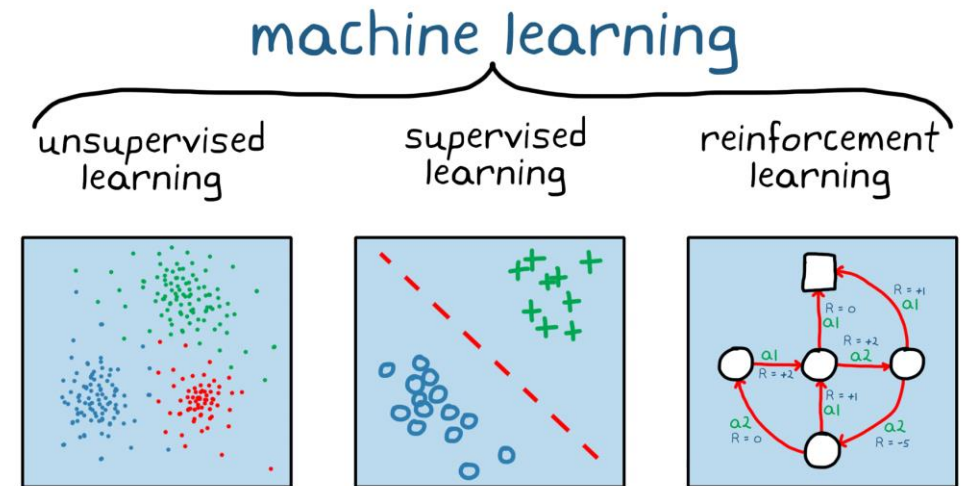 machine learning
unsupervised
learning
supervised
learning
reinforcement
learning
R = +1
a1
R = 0
a1
R = +2
a1
R = +2
a2
R = +1
a1
a2
R = 0
a2
R = -5